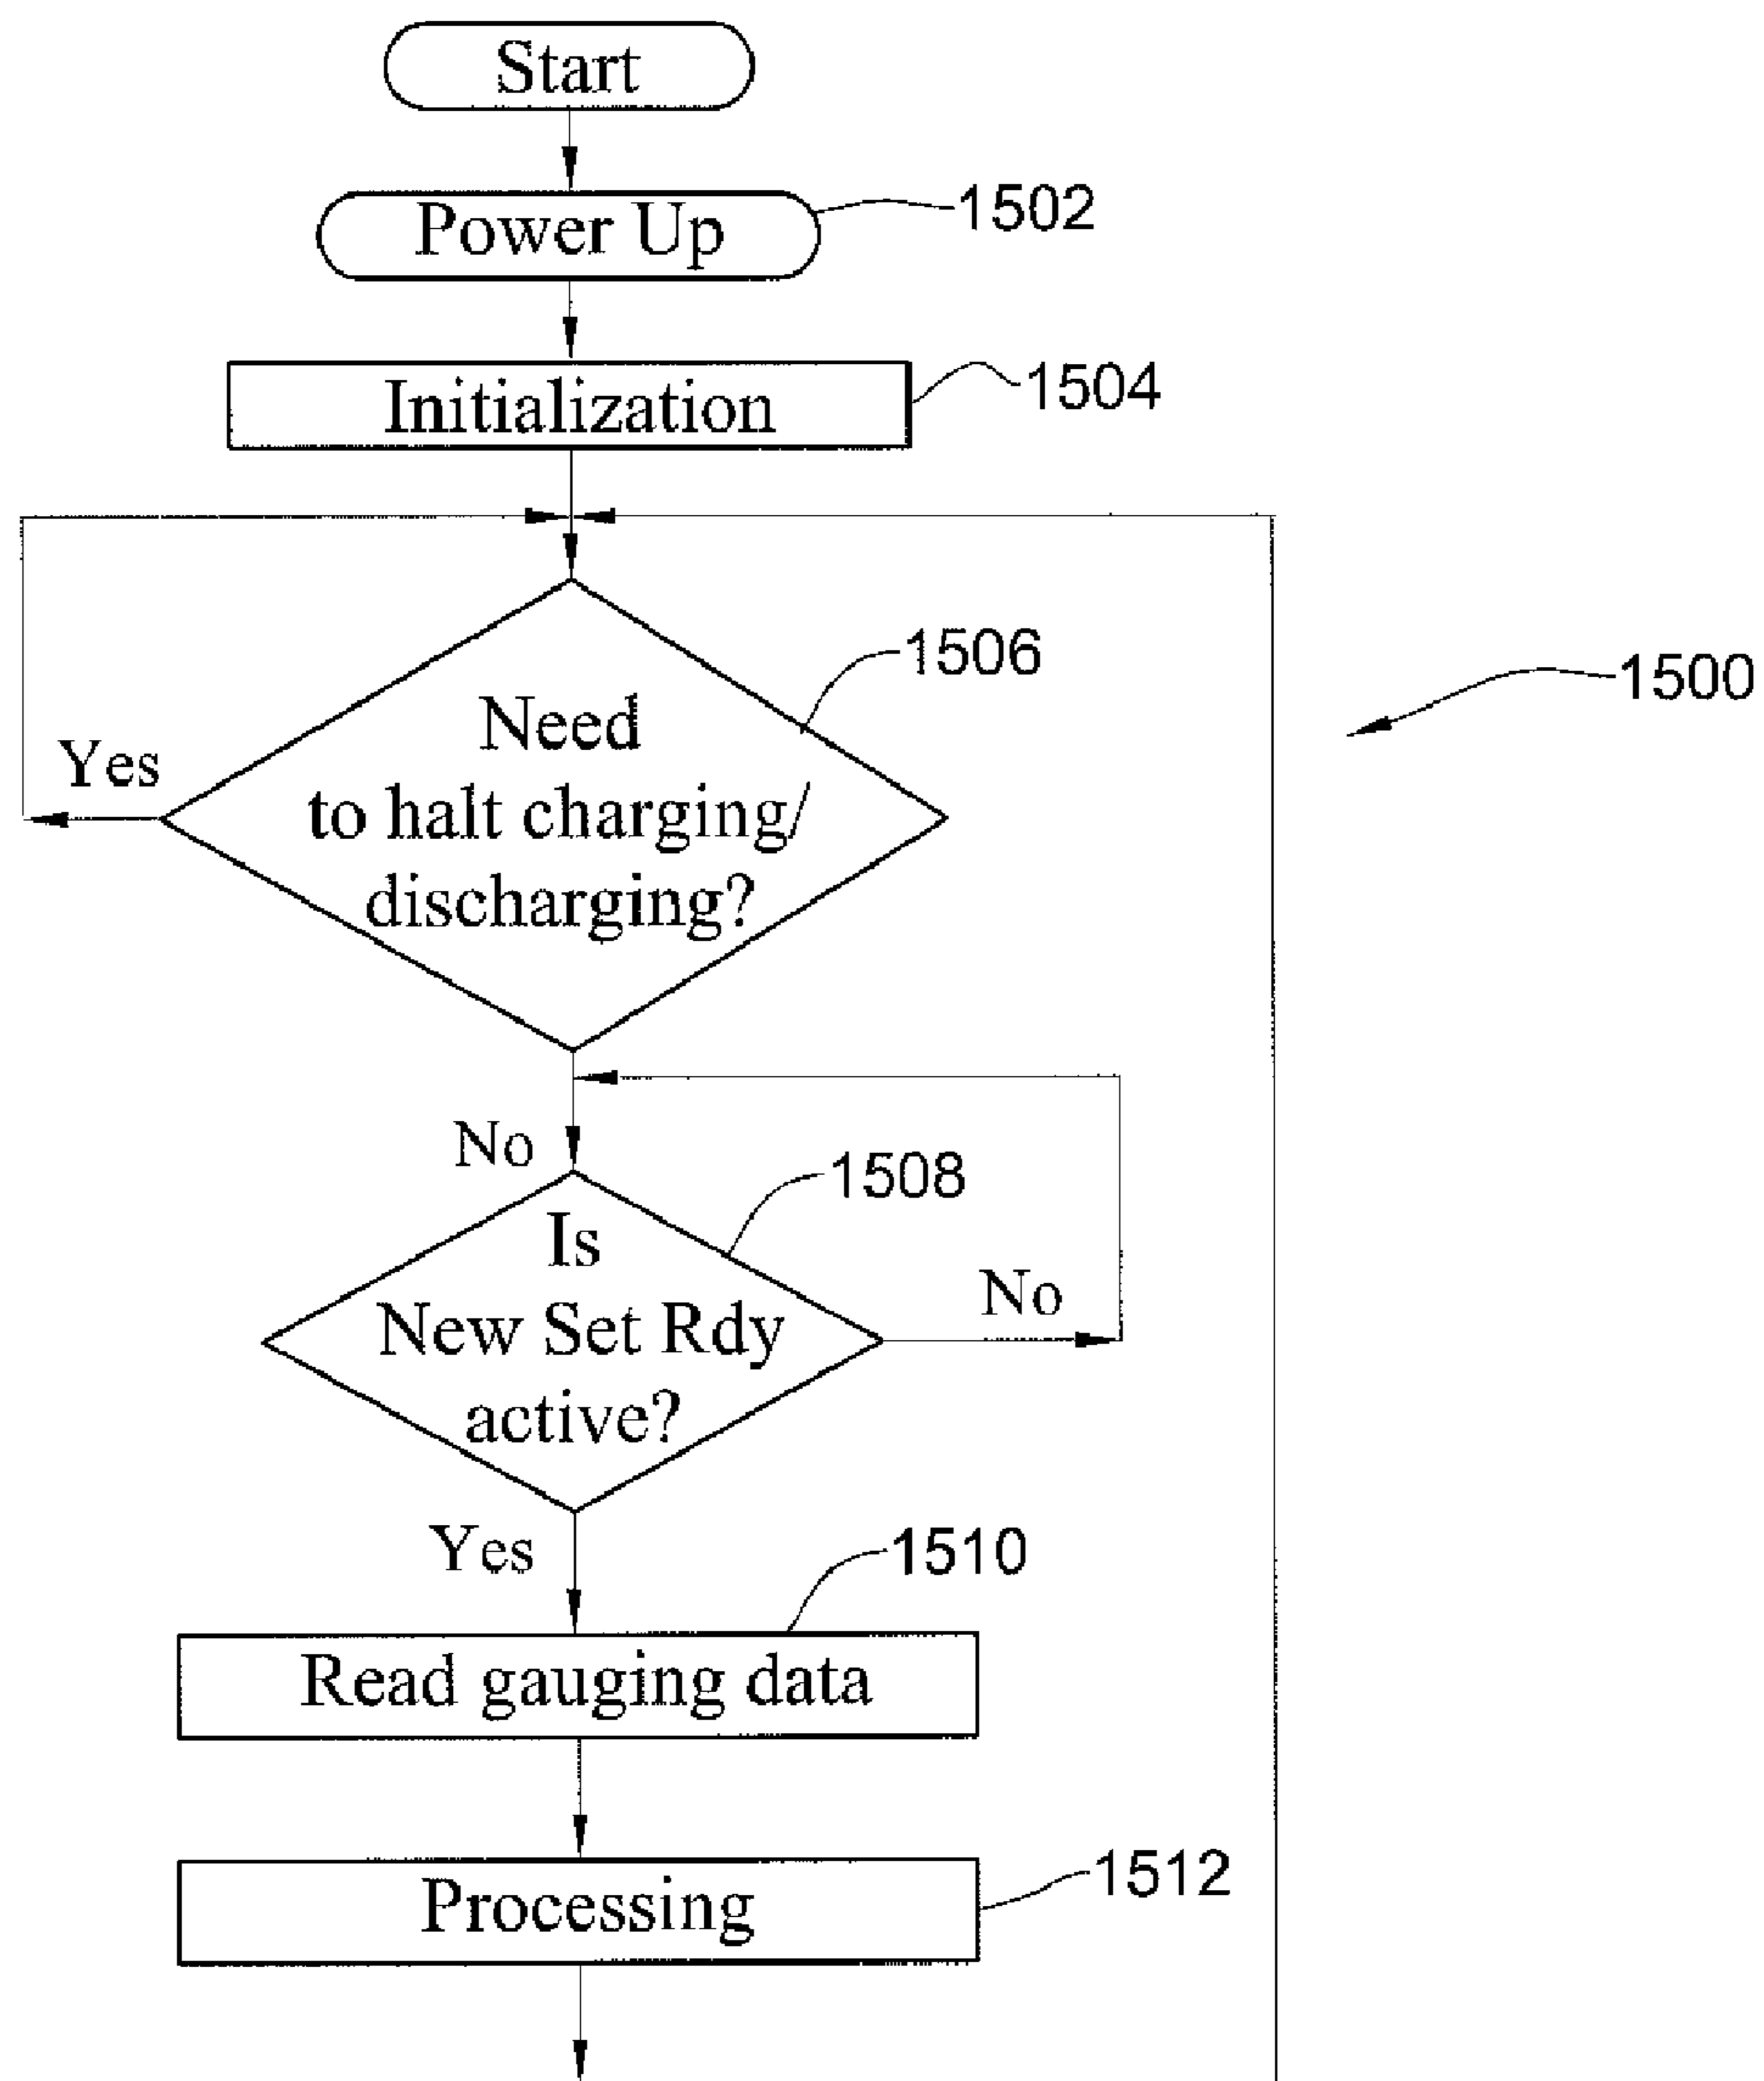 Start
Power Up
1502
Initialization
1504
1506
1500
Need
to halt charging/
discharging?
Yes
No
1508
Is
New Set Rdy
active?
No
Yes
1510
Read gauging data
Processing
1512